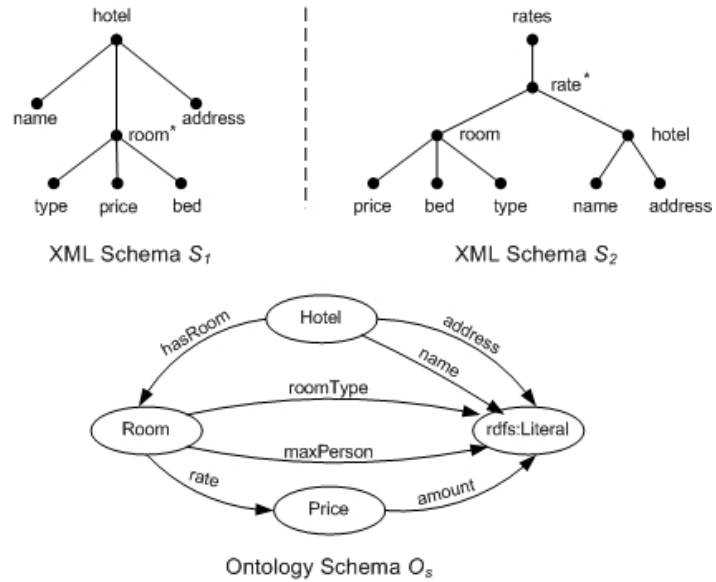 hotel
name
room*
address
type price bed
XML Schema S1
rates
rate*
room
hotel
price bed type name address
XML Schema S2
Hotel
hasRoom
address
name
roomType
Room
rdfs:Literal
maxPerson
rate
Price
amount
Ontology Schema Os